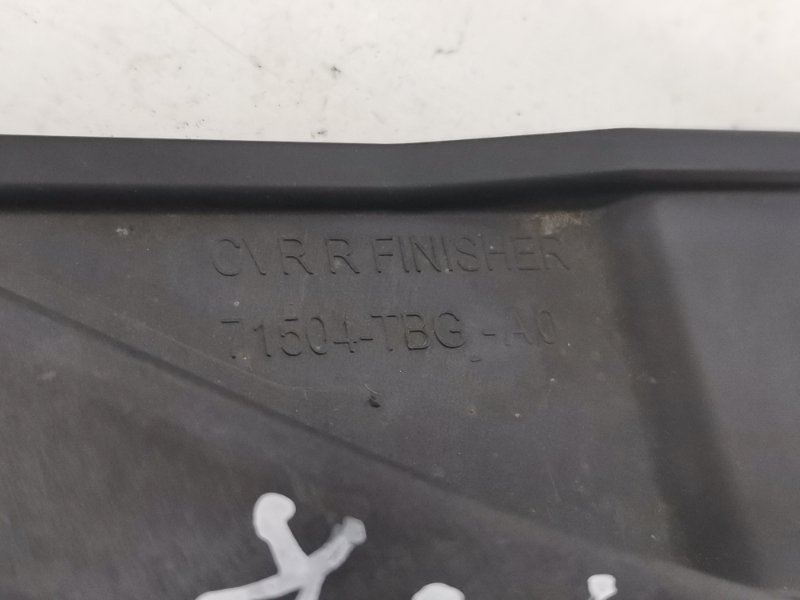 CVR R FINISHER
71504-TBG -A0